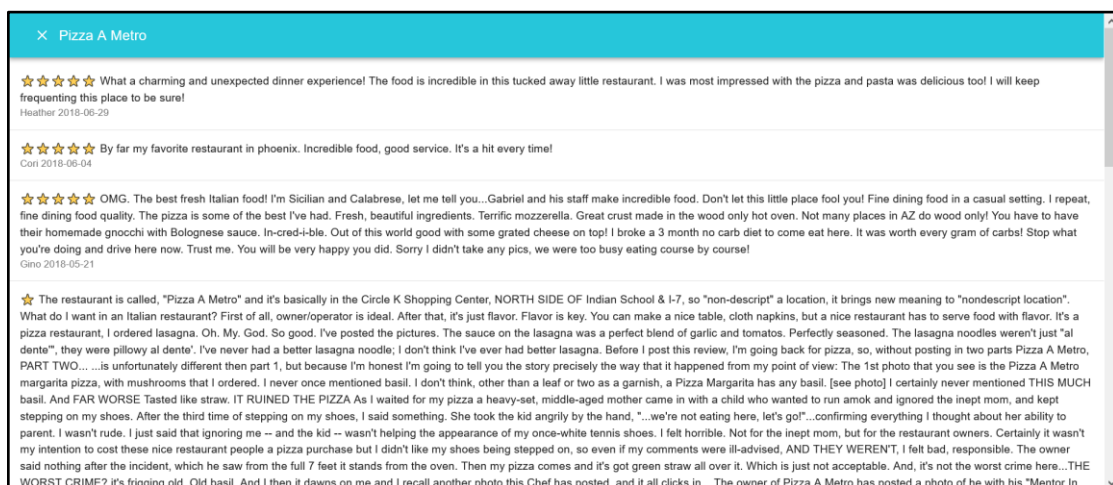 × Pizza A Metro
What a charming and unexpected dinner experience! The food is incredible in this tucked away little restaurant. I was most impressed with the pizza and pasta was delicious too! I will keep
frequenting this place to be sure!
Heather 2018-06-29
By far my favorite restaurant in phoenix. Incredible food, good service. It's a hit every time!
Cori 2018-06-04
OMG. The best fresh Italian food! I'm Sicilian and Calabrese, let me tell you...Gabriel and his staff make incredible food. Don't let this little place fool you! Fine dining food in a casual setting. I repeat,
fine dining food quality. The pizza is some of the best I've had. Fresh, beautiful ingredients. Terrific mozzerella. Great crust made in the wood only hot oven. Not many places in AZ do wood only! You have to have
their homemade gnocchi with Bolognese sauce. In-cred-i-ble. Out of this world good with some grated cheese on top! I broke a 3 month no carb diet to come eat here. It was worth every gram of carbs! Stop what
you're doing and drive here now. Trust me. You will be very happy you did. Sorry I didn't take any pics, we were too busy eating course by course!
Gino 2018-05-21
The restaurant is called, "Pizza A Metro" and it's basically in the Circle K Shopping Center, NORTH SIDE OF Indian School & I-7, so "non-descript" a location, it brings new meaning to "nondescript location".
What do I want in an Italian restaurant? First of all, owner/operator is ideal. After that, it's just flavor. Flavor is key. You can make a nice table, cloth napkins, but a nice restaurant has to serve food with flavor. It's a
pizza restaurant, I ordered lasagna. Oh. My. God. So good. I've posted the pictures. The sauce on the lasagna was a perfect blend of garlic and tomatos. Perfectly seasoned. The lasagna noodles weren't just "al
dente'", they were pillowy al dente'. I've never had a better lasagna noodle; I don't think I've ever had better lasagna. Before I post this review, I'm going back for pizza, so, without posting in two parts Pizza A Metro,
PART TWO... ...is unfortunately different then part 1, but because I'm honest I'm going to tell you the story precisely the way that it happened from my point of view: The 1st photo that you see is the Pizza A Metro
margarita pizza, with mushrooms that I ordered. I never once mentioned basil. I don't think, other than a leaf or two as a garnish, a Pizza Margarita has any basil. [see photo] I certainly never mentioned THIS MUCH
basil. And FAR WORSE Tasted like straw. IT RUINED THE PIZZA As I waited for my pizza a heavy-set, middle-aged mother came in with a child who wanted to run amok and ignored the inept mom, and kept
stepping on my shoes. After the third time of stepping on my shoes, I said something. She took the kid angrily by the hand, "...we're not eating here, let's go!"...confirming everything I thought about her ability to
parent. I wasn't rude. I just said that ignoring me -- and the kid -- wasn't helping the appearance of my once-white tennis shoes. I felt horrible. Not for the inept mom, but for the restaurant owners. Certainly it wasn't
my intention to cost these nice restaurant people a pizza purchase but I didn't like my shoes being stepped on, so even if my comments were ill-advised, AND THEY WEREN'T, I felt bad, responsible. The owner
said nothing after the incident, which he saw from the full 7 feet it stands from the oven. Then my pizza comes and it's got green straw all over it. Which is just not acceptable. And, it's not the worst crime here...THE
WORST CRIME? it's frigging old. Old basil. And I then it dawns on me and I recall another photo this Chef has posted, and it all clicks in... The owner of Pizza A Metro has posted a photo of he with his "Mentor In